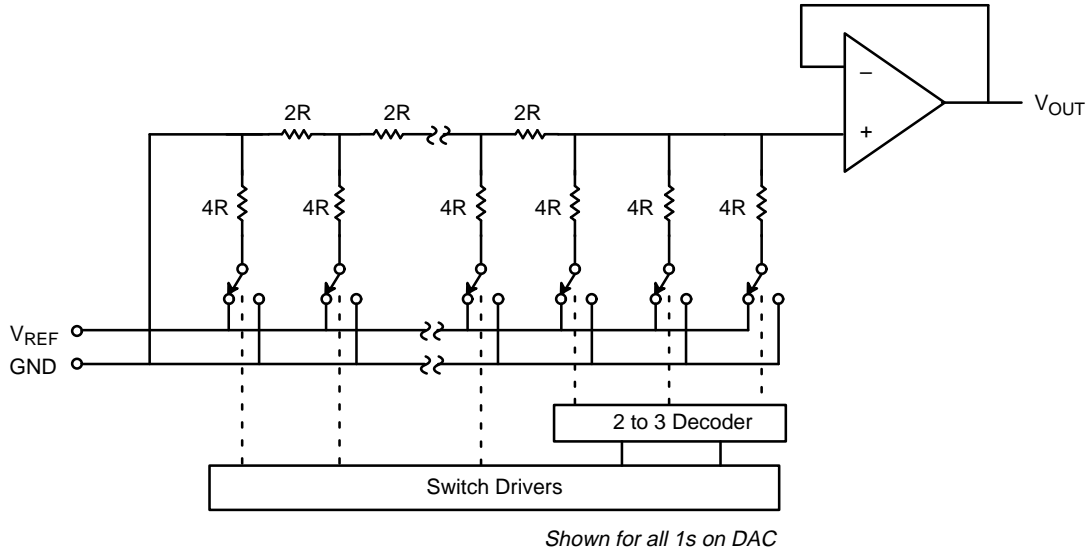 −
V_OUT
+
2R 2R 2R
4R 4R 4R 4R 4R 4R
V_REF
GND
2 to 3 Decoder
Switch Drivers
Shown for all 1s on DAC